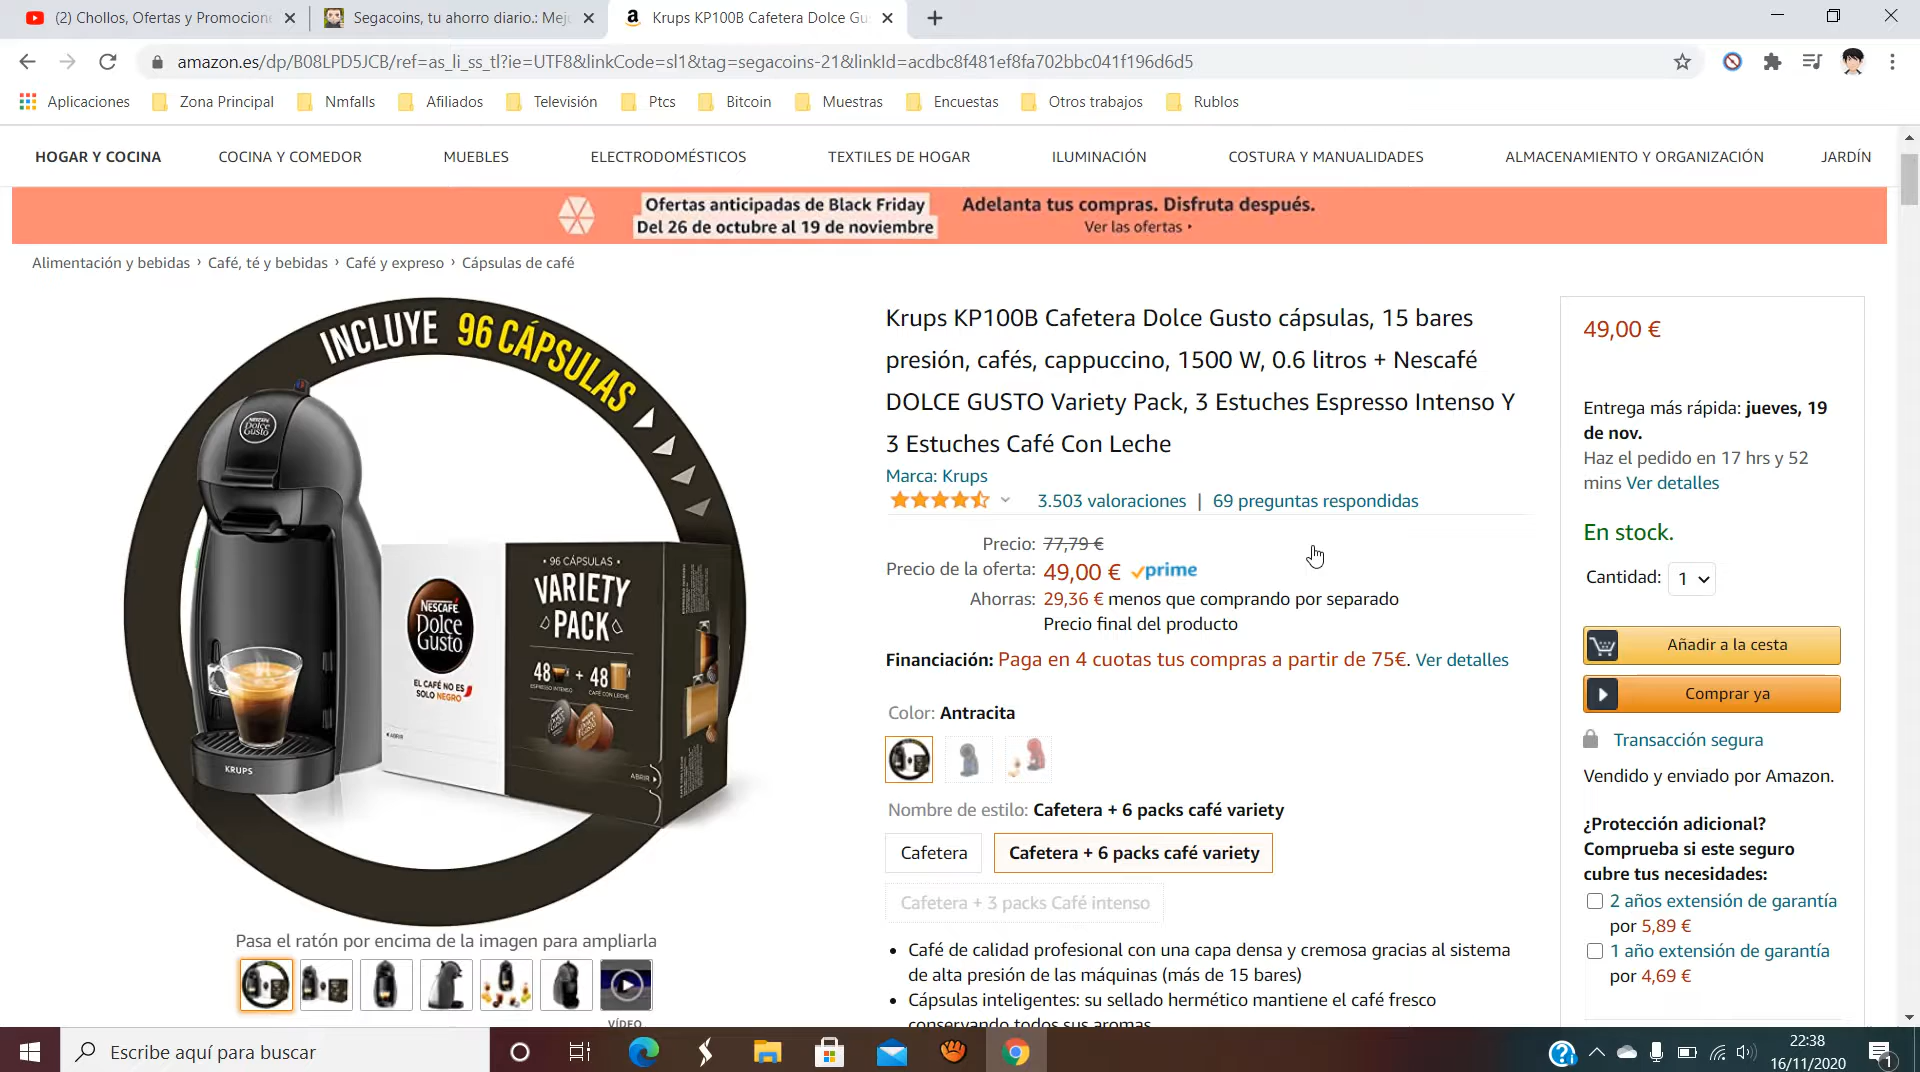 (2) Chollos, Ofertas y Promocione
Segacoins, tu ahorro diario.: Mej
Krups KP100B Cafetera Dolce Gu
amazon.es/dp/B08LPD5JCB/ref=as_li_ss_tl?ie=UTF8&linkCode=sl1&tag=segacoins-21&linkId=acdbc8f481ef8fa702bbc041f196d6d5
Aplicaciones Zona Principal Nmfalls Afiliados Televisión Ptcs Bitcoin Muestras Encuestas Otros trabajos Rublos
HOGAR Y COCINA COCINA Y COMEDOR MUEBLES ELECTRODOMÉSTICOS TEXTILES DE HOGAR ILUMINACIÓN COSTURA Y MANUALIDADES ALMACENAMIENTO Y ORGANIZACIÓN JARDÍN
Ofertas anticipadas de Black Friday
Del 26 de octubre al 19 de noviembre
Adelanta tus compras. Disfruta después.
Ver las ofertas
Alimentación y bebidas › Café, té y bebidas › Café y expreso › Cápsulas de café
INCLUYE 96 CÁPSULAS
NESCAFÉ
Dolce
Gusto
KRUPS
NESCAFÉ
Dolce
Gusto
EL CAFÉ NO ES
SOLO NEGRO
ABRIR
• 96 CÁPSULAS •
VARIETY
PACK
48 + 48
ESPRESSO INTENSO CAFÉ CON LECHE
ABRIR
Pasa el ratón por encima de la imagen para ampliarla
VÍDEO
Krups KP100B Cafetera Dolce Gusto cápsulas, 15 bares
presión, cafés, cappuccino, 1500 W, 0.6 litros + Nescafé
DOLCE GUSTO Variety Pack, 3 Estuches Espresso Intenso Y
3 Estuches Café Con Leche
Marca: Krups
3.503 valoraciones | 69 preguntas respondidas
Precio: 77,79 €
Precio de la oferta: 49,00 € prime
Ahorras: 29,36 € menos que comprando por separado
Precio final del producto
Financiación: Paga en 4 cuotas tus compras a partir de 75€. Ver detalles
Color: Antracita
Nombre de estilo: Cafetera + 6 packs café variety
Cafetera
Cafetera + 6 packs café variety
Cafetera + 3 packs Café intenso
• Café de calidad profesional con una capa densa y cremosa gracias al sistema
de alta presión de las máquinas (más de 15 bares)
• Cápsulas inteligentes: su sellado hermético mantiene el café fresco
conservando todos sus aromas
49,00 €
Entrega más rápida: jueves, 19
de nov.
Haz el pedido en 17 hrs y 52
mins Ver detalles
En stock.
Cantidad: 1
Añadir a la cesta
Comprar ya
Transacción segura
Vendido y enviado por Amazon.
¿Protección adicional?
Comprueba si este seguro
cubre tus necesidades:
2 años extensión de garantía
por 5,89 €
1 año extensión de garantía
por 4,69 €
Escribe aquí para buscar
22:38
16/11/2020
1